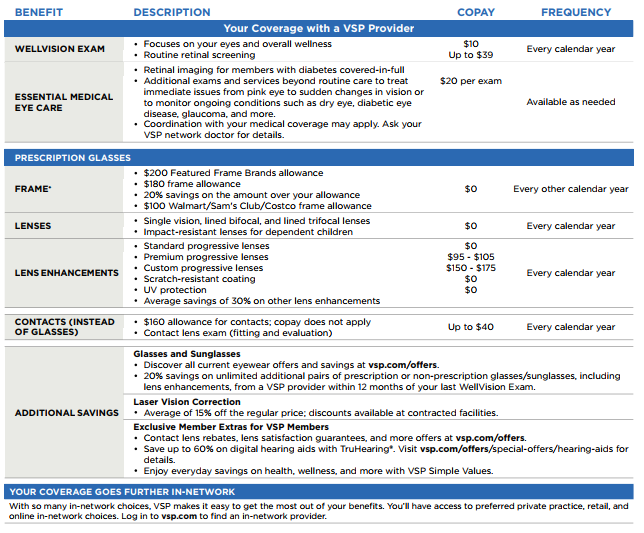 BENEFIT DESCRIPTION COPAY FREQUENCY
Your Coverage with a VSP Provider
WELLVISION EXAM
• Focuses on your eyes and overall wellness
• Routine retinal screening
$10
Up to $39
Every calendar year
ESSENTIAL MEDICAL
EYE CARE
• Retinal imaging for members with diabetes covered-in-full
• Additional exams and services beyond routine care to treat
immediate issues from pink eye to sudden changes in vision or
to monitor ongoing conditions such as dry eye, diabetic eye
disease, glaucoma, and more.
• Coordination with your medical coverage may apply. Ask your
VSP network doctor for details.
$20 per exam
Available as needed
PRESCRIPTION GLASSES
FRAME*
• $200 Featured Frame Brands allowance
• $180 frame allowance
• 20% savings on the amount over your allowance
• $100 Walmart/Sam's Club/Costco frame allowance
$0
Every other calendar year
LENSES
• Single vision, lined bifocal, and lined trifocal lenses
• Impact-resistant lenses for dependent children
$0
Every calendar year
LENS ENHANCEMENTS
• Standard progressive lenses
• Premium progressive lenses
• Custom progressive lenses
• Scratch-resistant coating
• UV protection
• Average savings of 30% on other lens enhancements
$0
$95 - $105
$150 - $175
$0
$0
Every calendar year
CONTACTS (INSTEAD
OF GLASSES)
• $160 allowance for contacts; copay does not apply
• Contact lens exam (fitting and evaluation)
Up to $40
Every calendar year
ADDITIONAL SAVINGS
Glasses and Sunglasses
• Discover all current eyewear offers and savings at vsp.com/offers.
• 20% savings on unlimited additional pairs of prescription or non-prescription glasses/sunglasses, including
lens enhancements, from a VSP provider within 12 months of your last WellVision Exam.
Laser Vision Correction
• Average of 15% off the regular price; discounts available at contracted facilities.
Exclusive Member Extras for VSP Members
• Contact lens rebates, lens satisfaction guarantees, and more offers at vsp.com/offers.
• Save up to 60% on digital hearing aids with TruHearing®. Visit vsp.com/offers/special-offers/hearing-aids for
details.
• Enjoy everyday savings on health, wellness, and more with VSP Simple Values.
YOUR COVERAGE GOES FURTHER IN-NETWORK
With so many in-network choices, VSP makes it easy to get the most out of your benefits. You'll have access to preferred private practice, retail, and
online in-network choices. Log in to vsp.com to find an in-network provider.